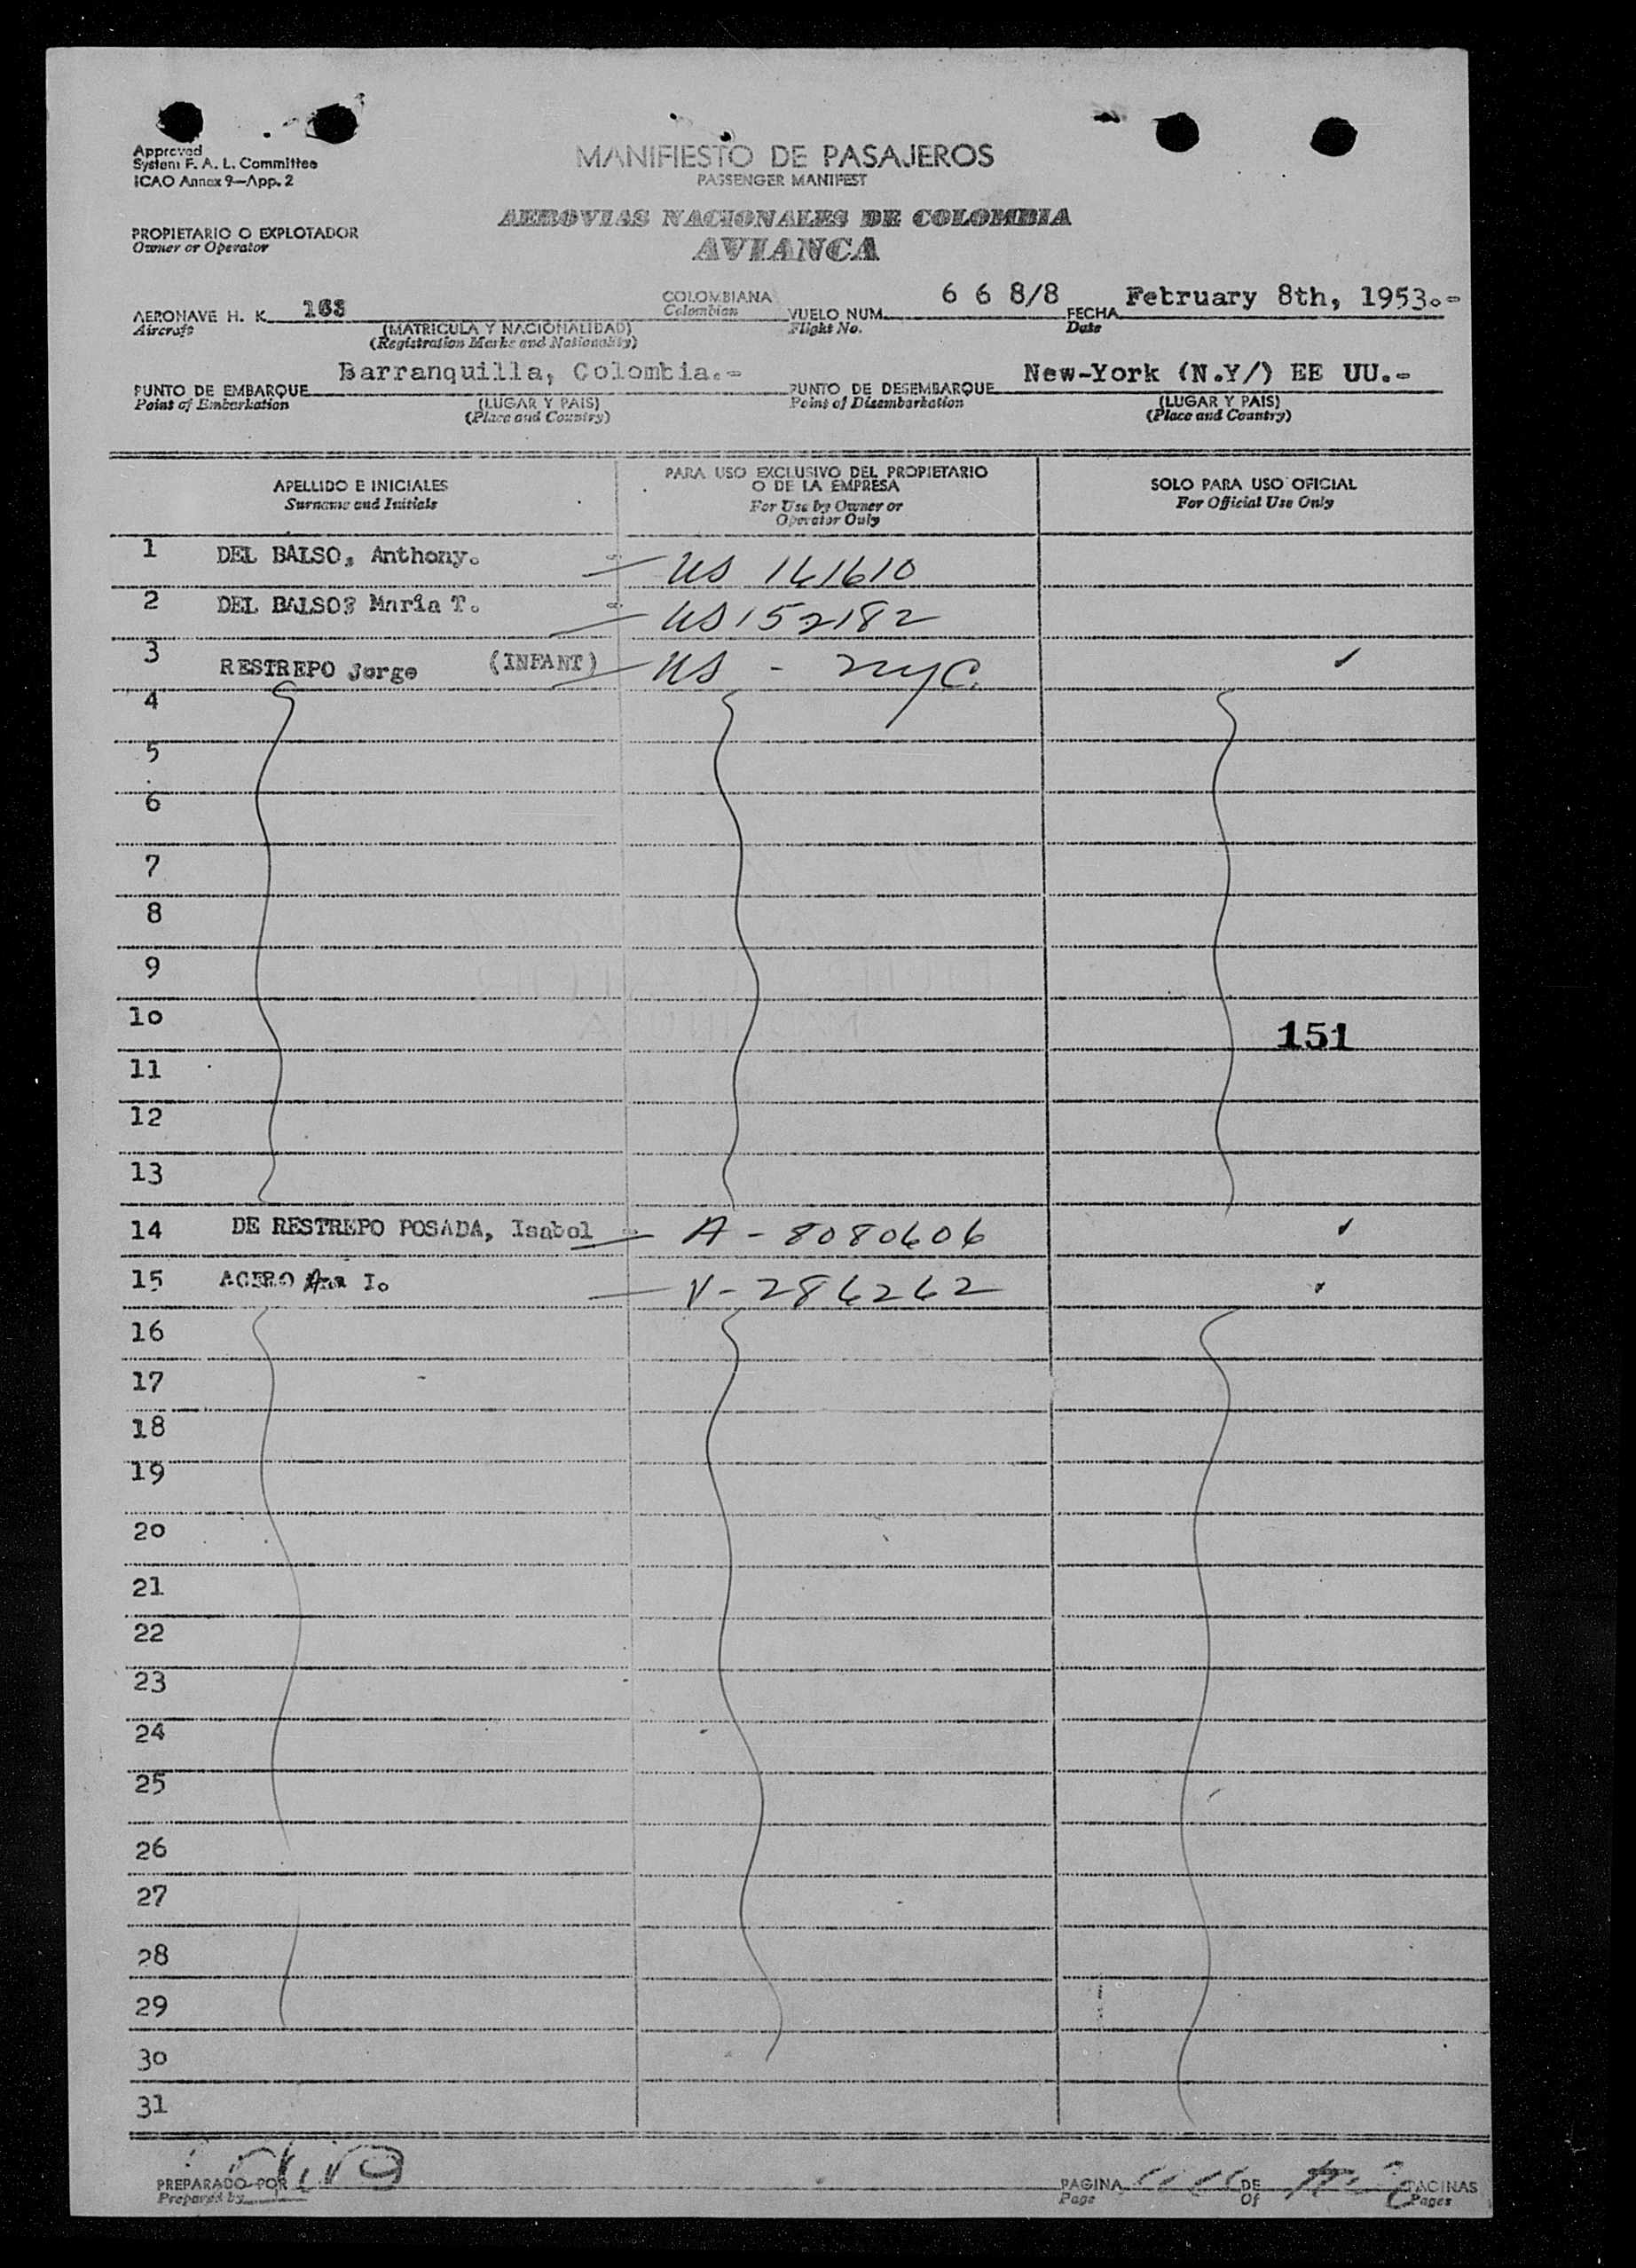 Approved
System F. A. L. Committee
ICAO Annex 9—App. 2
MANIFIESTO DE PASAJEROS
PASSENGER MANIFEST
AEROVIAS NACIONALES DE COLOMBIA
AVIANCA
PROPIETARIO O EXPLOTADOR
Owner or Operator
AERONAVE H. K. 163 COLOMBIANA VUELO NUM. 6 6 8/8 FECHA February 8th, 1953.-
Aircraft (MATRICULA Y NACIONALIDAD) Colombian Flight No. Date
(Registration Marks and Nationality)
PUNTO DE EMBARQUE Barranquilla, Colombia.- PUNTO DE DESEMBARQUE New-York (N.Y/) EE UU.-
Point of Embarkation (LUGAR Y PAIS) Point of Disembarkation (LUGAR Y PAIS)
(Place and Country) (Place and Country)
APELLIDO E INICIALES
Surname and Initials
PARA USO EXCLUSIVO DEL PROPIETARIO
O DE LA EMPRESA
For Use by Owner or
Operator Only
SOLO PARA USO OFICIAL
For Official Use Only
1 DEL BALSO, Anthony. - US 161610
2 DEL BALSO; Maria T. - US 152182
3 RESTREPO Jorge (INFANT) US - NYC.
4
5
6
7
8
9
10
151
11
12
13
14 DE RESTREPO POSADA, Isabel - A - 8080606
15 ACERO Ana I. V - 286262
16
17
18
19
20
21
22
23
24
25
26
27
28
29
30
31
PREPARADO POR
Prepared by
PAGINA DE PAGINAS
Page Of Pages